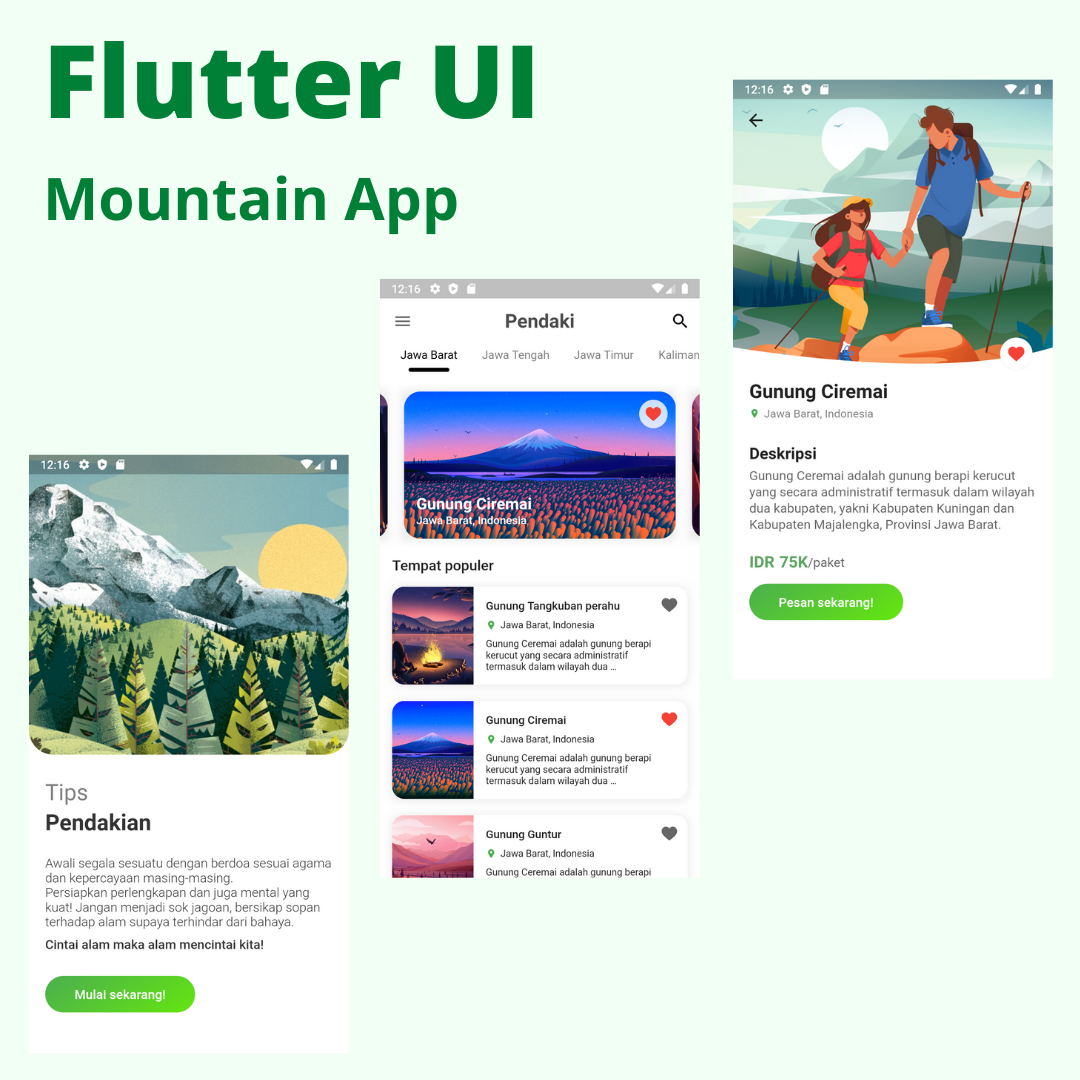 Flutter UI
Mountain App
12:16
Tips
Pendakian
Awali segala sesuatu dengan berdoa sesuai agama
dan kepercayaan masing-masing.
Persiapkan perlengkapan dan juga mental yang
kuat! Jangan menjadi sok jagoan, bersikap sopan
terhadap alam supaya terhindar dari bahaya.
Cintai alam maka alam mencintai kita!
Mulai sekarang!
12:16
Pendaki
Jawa Barat Jawa Tengah Jawa Timur Kaliman
Gunung Ciremai
Jawa Barat, Indonesia
Tempat populer
Gunung Tangkuban perahu
Jawa Barat, Indonesia
Gunung Ceremai adalah gunung berapi
kerucut yang secara administratif
termasuk dalam wilayah dua ...
Gunung Ciremai
Jawa Barat, Indonesia
Gunung Ceremai adalah gunung berapi
kerucut yang secara administratif
termasuk dalam wilayah dua ...
Gunung Guntur
Jawa Barat, Indonesia
Gunung Ceremai adalah gunung berapi
12:16
Gunung Ciremai
Jawa Barat, Indonesia
Deskripsi
Gunung Ceremai adalah gunung berapi kerucut
yang secara administratif termasuk dalam wilayah
dua kabupaten, yakni Kabupaten Kuningan dan
Kabupaten Majalengka, Provinsi Jawa Barat.
IDR 75K/paket
Pesan sekarang!